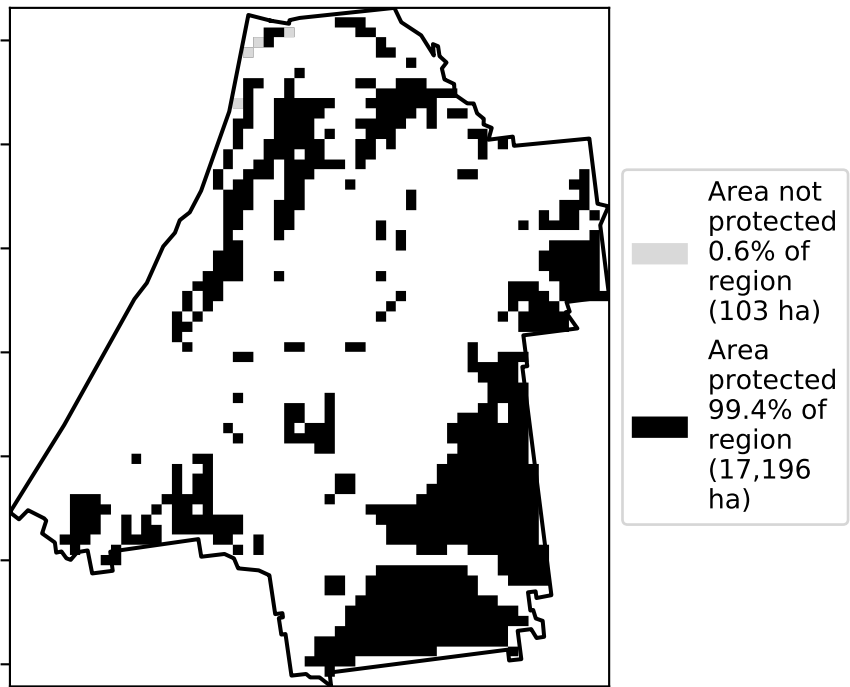 Area not
protected
0.6% of
region
(103 ha)
Area
protected
99.4% of
region
(17,196
ha)